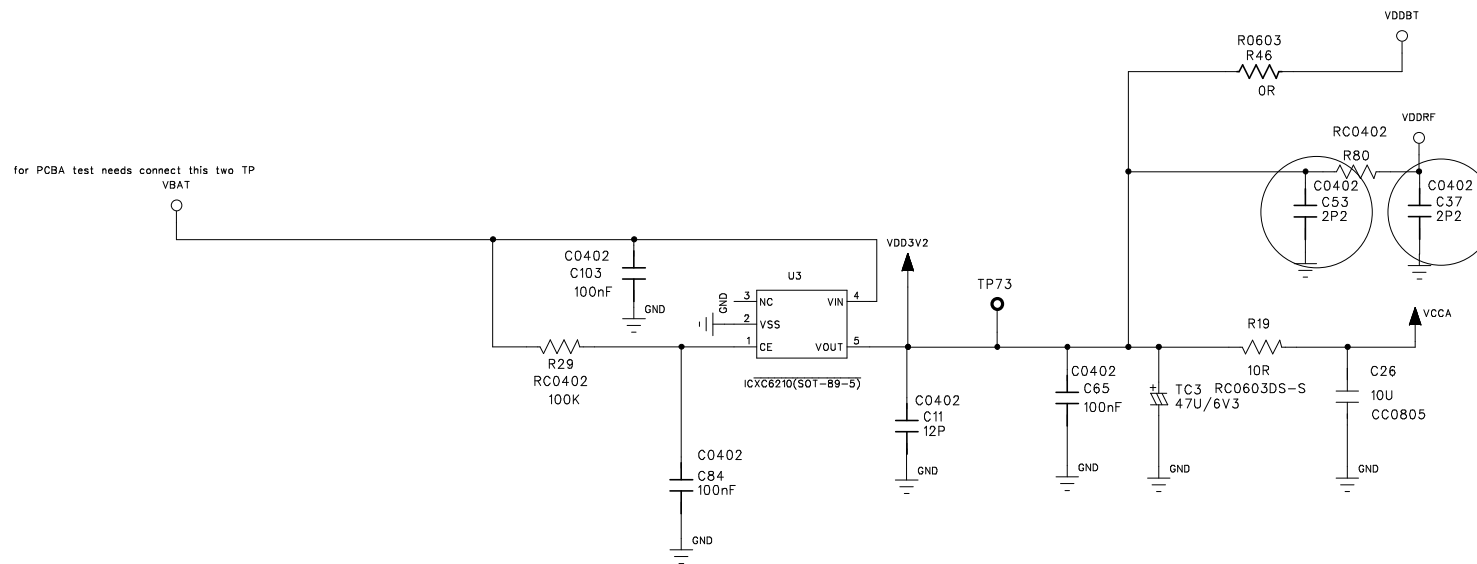 VDDBT
R0603
R46
0R
VDDRF
RC0402
R80
C0402
C53
2P2
C0402
C37
2P2
for PCBA test needs connect this two TP
VBAT
C0402
C103
100nF
GND
U3
GND
3
NC
VIN
4
2
VSS
1
CE
VOUT
5
ICXC6210(SOT-89-5)
VDD3V2
TP73
R29
RC0402
100K
C0402
C84
100nF
GND
C0402
C11
12P
GND
C0402
C65
100nF
GND
+
TC3
47U/6V3
GND
R19
10R
RC0603DS-S
VCCA
C26
10U
CC0805
GND